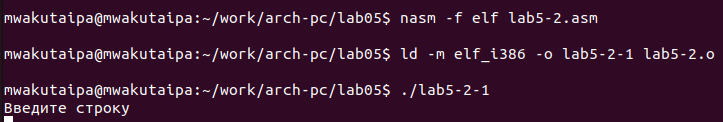 mwakutaipa@mwakutaipa:~/work/arch-pc/lab05$ nasm -f elf lab5-2.asm
mwakutaipa@mwakutaipa:~/work/arch-pc/lab05$ ld -m elf_i386 -o lab5-2-1 lab5-2.o
mwakutaipa@mwakutaipa:~/work/arch-pc/lab05$ ./lab5-2-1
Введите строку